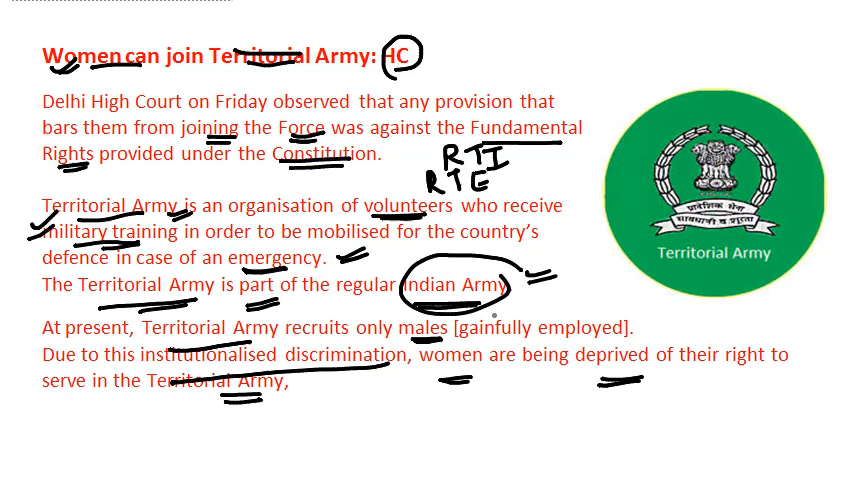 Women can join Territorial Army: HC
Delhi High Court on Friday observed that any provision that
bars them from joining the Force was against the Fundamental
Rights provided under the Constitution.
RTI
RTE
Territorial Army is an organisation of volunteers who receive
military training in order to be mobilised for the country's
defence in case of an emergency.
The Territorial Army is part of the regular Indian Army
At present, Territorial Army recruits only males [gainfully employed].
Due to this institutionalised discrimination, women are being deprived of their right to
serve in the Territorial Army,
प्रादेशिक सेना
सावधानी व शूरता
Territorial Army